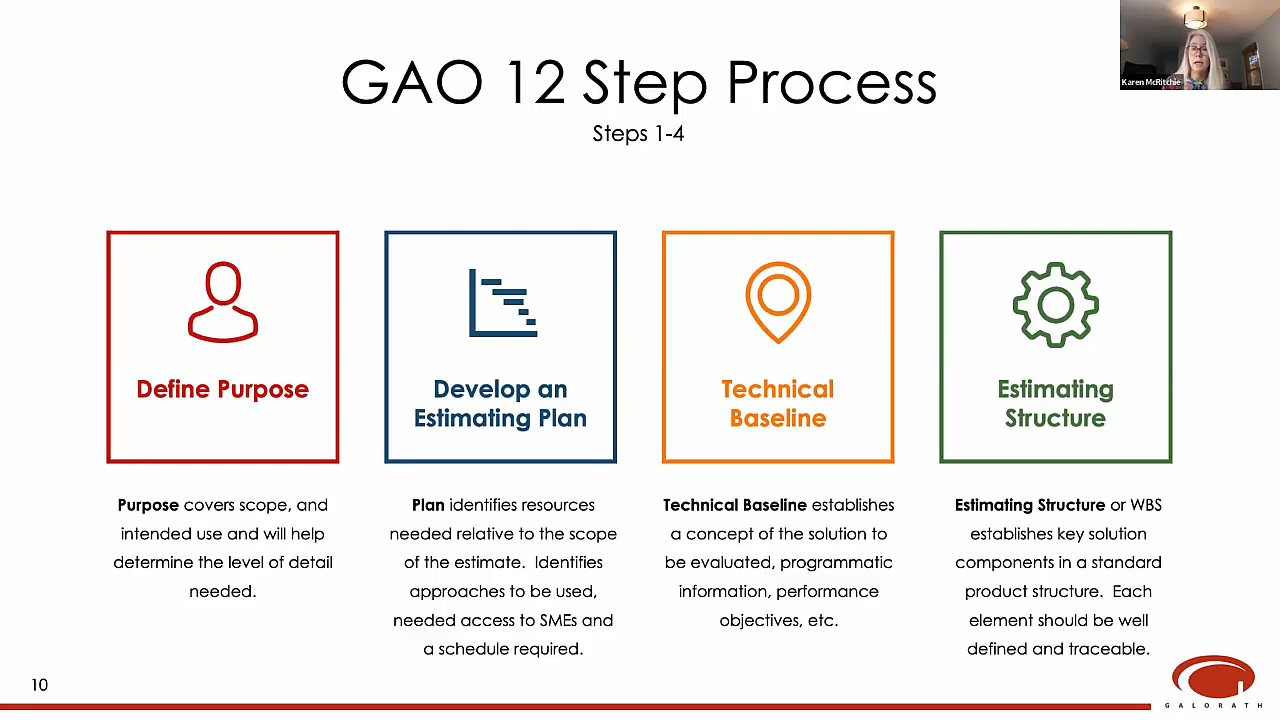 GAO 12 Step Process
Steps 1-4
Karen McRitchie
Define Purpose
Purpose covers scope, and
intended use and will help
determine the level of detail
needed.
Develop an
Estimating Plan
Plan identifies resources
needed relative to the scope
of the estimate. Identifies
approaches to be used,
needed access to SMEs and
a schedule required.
Technical
Baseline
Technical Baseline establishes
a concept of the solution to
be evaluated, programmatic
information, performance
objectives, etc.
Estimating
Structure
Estimating Structure or WBS
establishes key solution
components in a standard
product structure. Each
element should be well
defined and traceable.
10
GALORATH